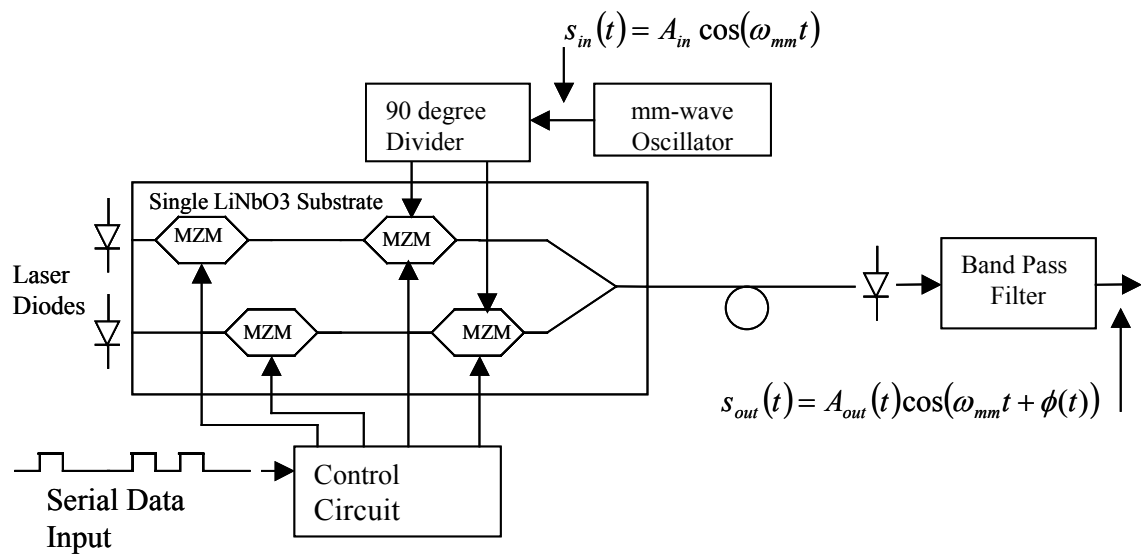 s_in(t) = A_in cos(ω_mm t)
90 degree
Divider
mm-wave
Oscillator
Single LiNbO3 Substrate
MZM
MZM
Laser
Diodes
MZM
MZM
Band Pass
Filter
s_out(t) = A_out(t)cos(ω_mm t + ϕ(t))
Control
Circuit
Serial Data
Input